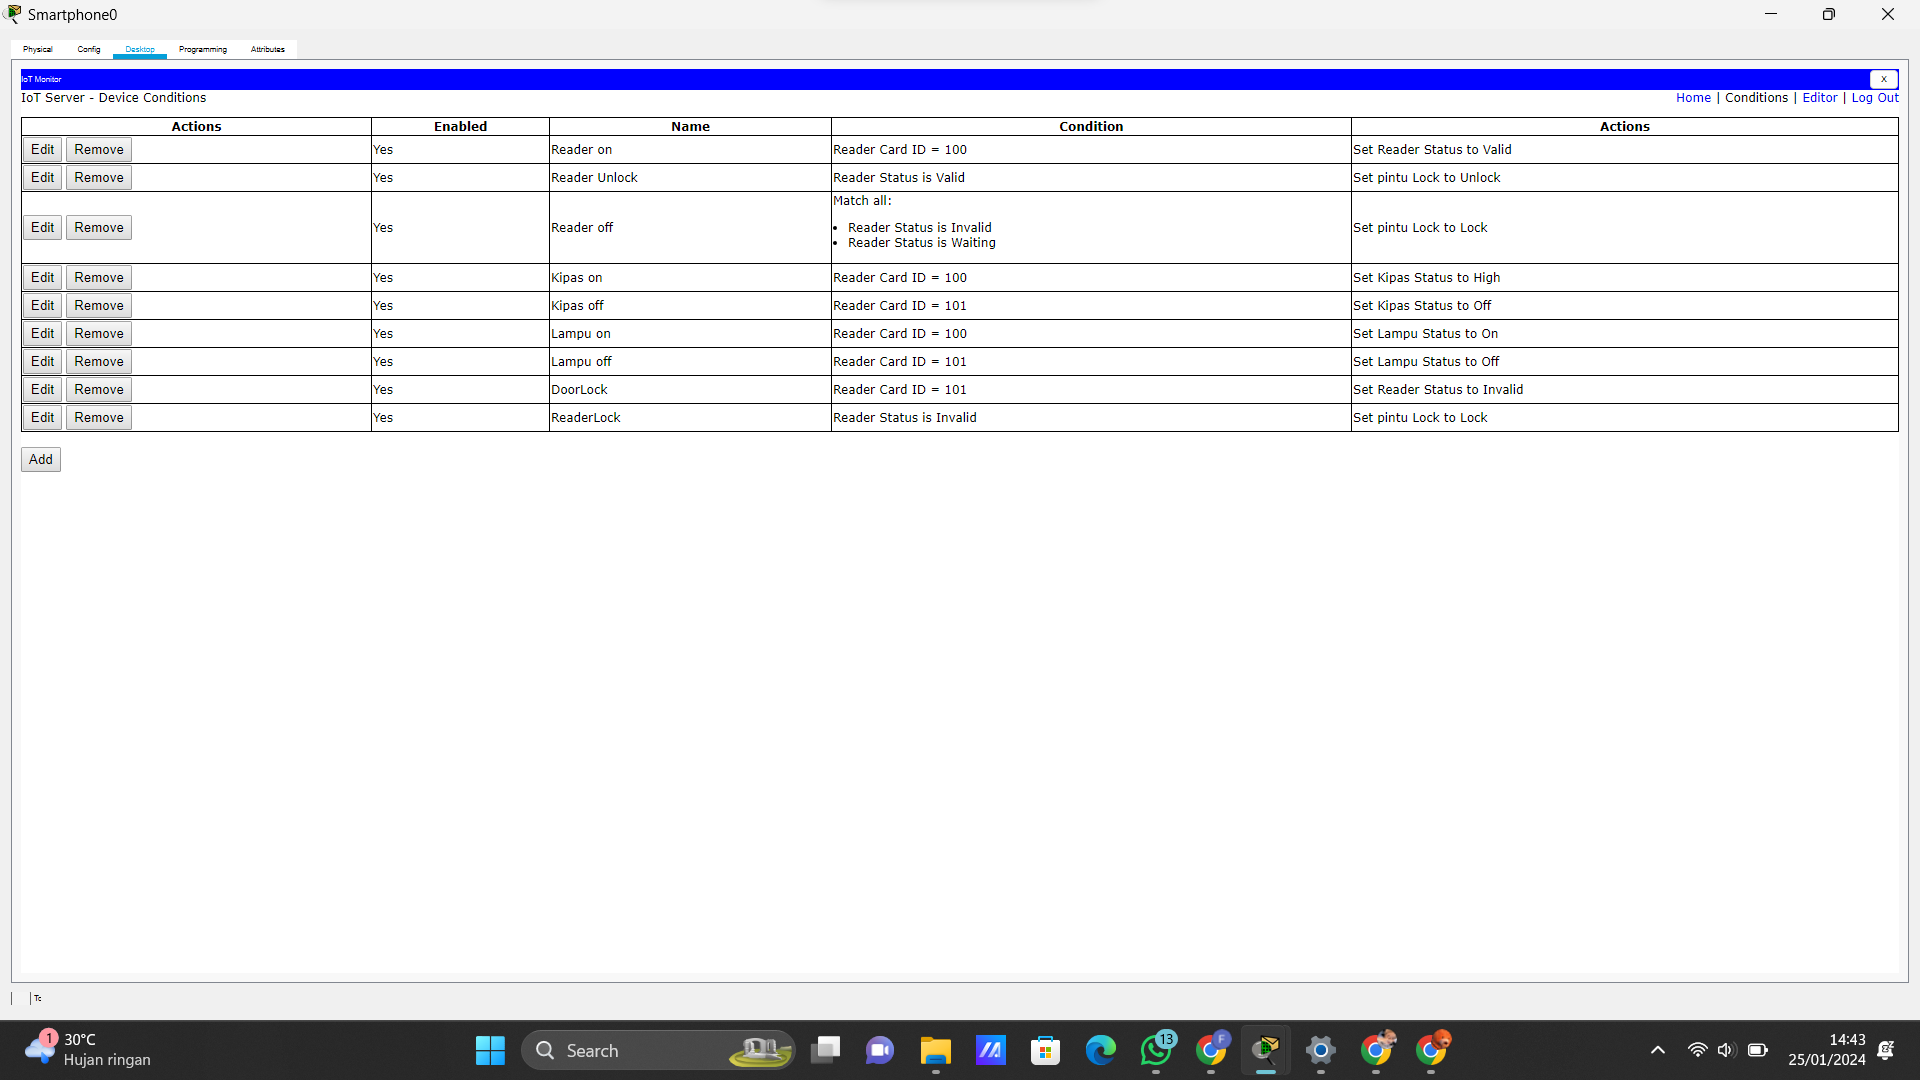 Smartphone0
Physical Config Desktop Programming Attributes
IoT Monitor X
IoT Server - Device Conditions Home | Conditions | Editor | Log Out
Actions Enabled Name Condition Actions
Edit Remove Yes Reader on Reader Card ID = 100 Set Reader Status to Valid
Edit Remove Yes Reader Unlock Reader Status is Valid Set pintu Lock to Unlock
Edit Remove Yes Reader off Match all: Set pintu Lock to Lock
• Reader Status is Invalid
• Reader Status is Waiting
Edit Remove Yes Kipas on Reader Card ID = 100 Set Kipas Status to High
Edit Remove Yes Kipas off Reader Card ID = 101 Set Kipas Status to Off
Edit Remove Yes Lampu on Reader Card ID = 100 Set Lampu Status to On
Edit Remove Yes Lampu off Reader Card ID = 101 Set Lampu Status to Off
Edit Remove Yes DoorLock Reader Card ID = 101 Set Reader Status to Invalid
Edit Remove Yes ReaderLock Reader Status is Invalid Set pintu Lock to Lock
Add
1 30°C
Hujan ringan
Search
13
F
14:43
25/01/2024